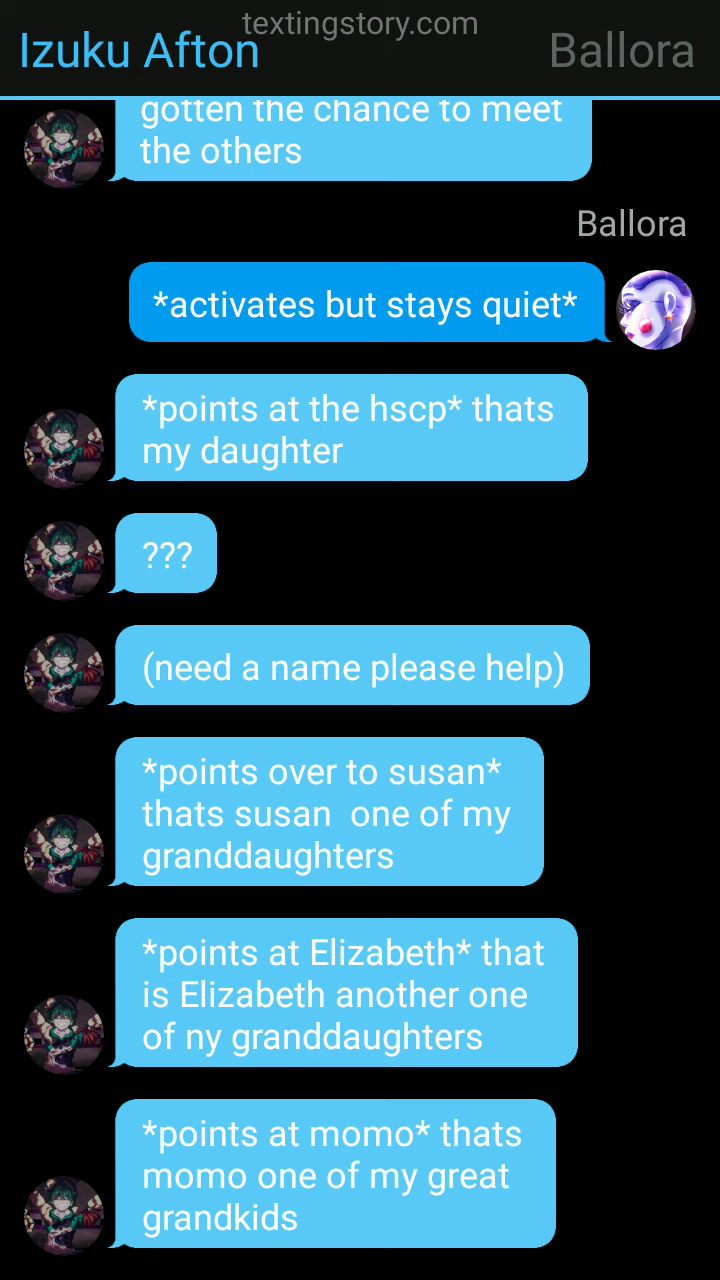 textingstory.com
Izuku Afton
Ballora
gotten the chance to meet
the others
Ballora
*activates but stays quiet*
*points at the hscp* thats
my daughter
???
(need a name please help)
*points over to susan*
thats susan  one of my
granddaughters
*points at Elizabeth* that
is Elizabeth another one
of ny granddaughters
*points at momo* thats
momo one of my great
grandkids